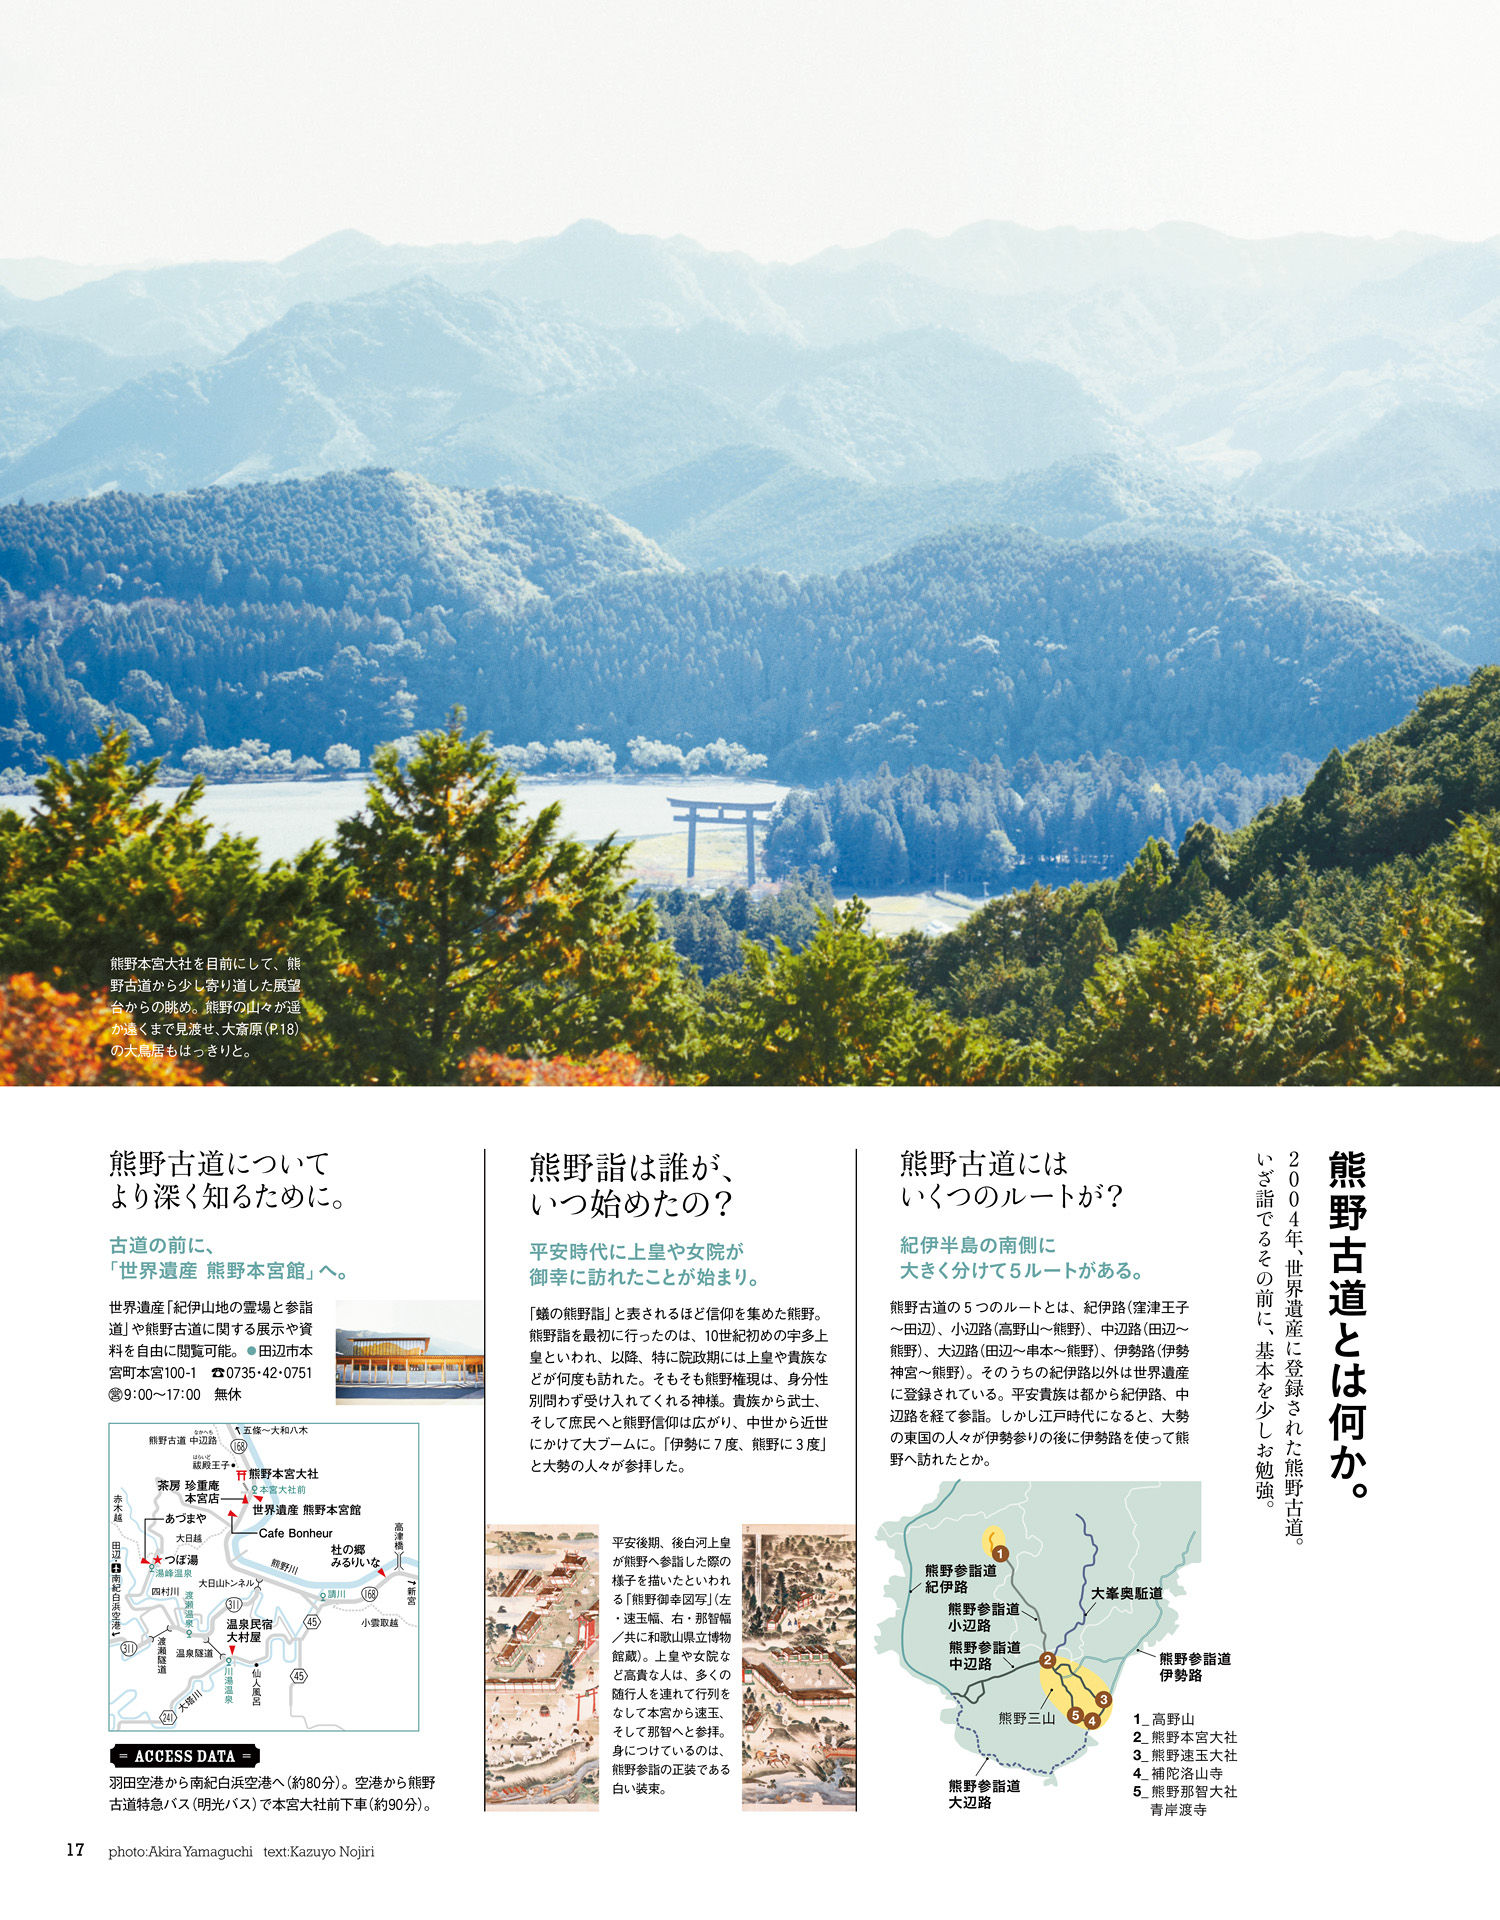 熊野本宮大社を目前にして、熊
野古道から少し寄り道した展望
台からの眺め。熊野の山々が遥
か遠くまで見渡せ、大斎原（P.18）
の大鳥居もはっきりと。
熊野古道とは何か。
2004年、世界遺産に登録された熊野古道。
いざ詣でるその前に、基本を少しお勉強。
熊野古道には
いくつのルートが？
紀伊半島の南側に
大きく分けて5ルートがある。
熊野古道の5つのルートとは、紀伊路（窪津王子
〜田辺）、小辺路（高野山〜熊野）、中辺路（田辺〜
熊野）、大辺路（田辺〜串本〜熊野）、伊勢路（伊勢
神宮〜熊野）。そのうちの紀伊路以外は世界遺産
に登録されている。平安貴族は都から紀伊路、中
辺路を経て参詣。しかし江戸時代になると、大勢
の東国の人々が伊勢参りの後に伊勢路を使って熊
野へ訪れたとか。
1
熊野参詣道
紀伊路
熊野参詣道
小辺路
熊野参詣道
中辺路
大峯奥駈道
2
熊野参詣道
伊勢路
熊野三山
3
5
4
熊野参詣道
大辺路
1_高野山
2_熊野本宮大社
3_熊野速玉大社
4_補陀洛山寺
5_熊野那智大社
青岸渡寺
熊野詣は誰が、
いつ始めたの？
平安時代に上皇や女院が
御幸に訪れたことが始まり。
「蟻の熊野詣」と表されるほど信仰を集めた熊野。
熊野詣を最初に行ったのは、10世紀初めの宇多上
皇といわれ、以降、特に院政期には上皇や貴族な
どが何度も訪れた。そもそも熊野権現は、身分性
別問わず受け入れてくれる神様。貴族から武士、
そして庶民へと熊野信仰は広がり、中世から近世
にかけて大ブームに。「伊勢に7度、熊野に3度」
と大勢の人々が参拝した。
平安後期、後白河上皇
が熊野へ参詣した際の
様子を描いたといわれ
る「熊野御幸図写」（左
・速玉幅、右・那智幅
／共に和歌山県立博物
館蔵）。上皇や女院な
ど高貴な人は、多くの
随行人を連れて行列を
なして本宮から速玉、
そして那智へと参拝。
身につけているのは、
熊野参詣の正装である
白い装束。
熊野古道について
より深く知るために。
古道の前に、
「世界遺産 熊野本宮館」へ。
世界遺産「紀伊山地の霊場と参詣
道」や熊野古道に関する展示や資
料を自由に閲覧可能。●田辺市本
宮町本宮100-1 ☎0735・42・0751
㊡9:00〜17:00 無休
五條〜大和八木
なかへち
熊野古道 中辺路
168
はらいど
祓殿王子
熊野本宮大社
本宮大社前
茶房 珍重庵
本宮店
世界遺産 熊野本宮館
赤木越
あづまや
Cafe Bonheur
大日越
高津橋
杜の郷
みるりいな
つぼ湯
湯峰温泉
熊野川
田辺・南紀白浜空港
四村川
大日山トンネル
渡瀬温泉
請川
168
新宮
311
45
小雲取越
温泉民宿
大村屋
311
渡瀬隧道
温泉隧道
川湯温泉
仙人風呂
45
大塔川
241
ACCESS DATA
羽田空港から南紀白浜空港へ（約80分）。空港から熊野
古道特急バス（明光バス）で本宮大社前下車（約90分）。
17 photo:Akira Yamaguchi text:Kazuyo Nojiri